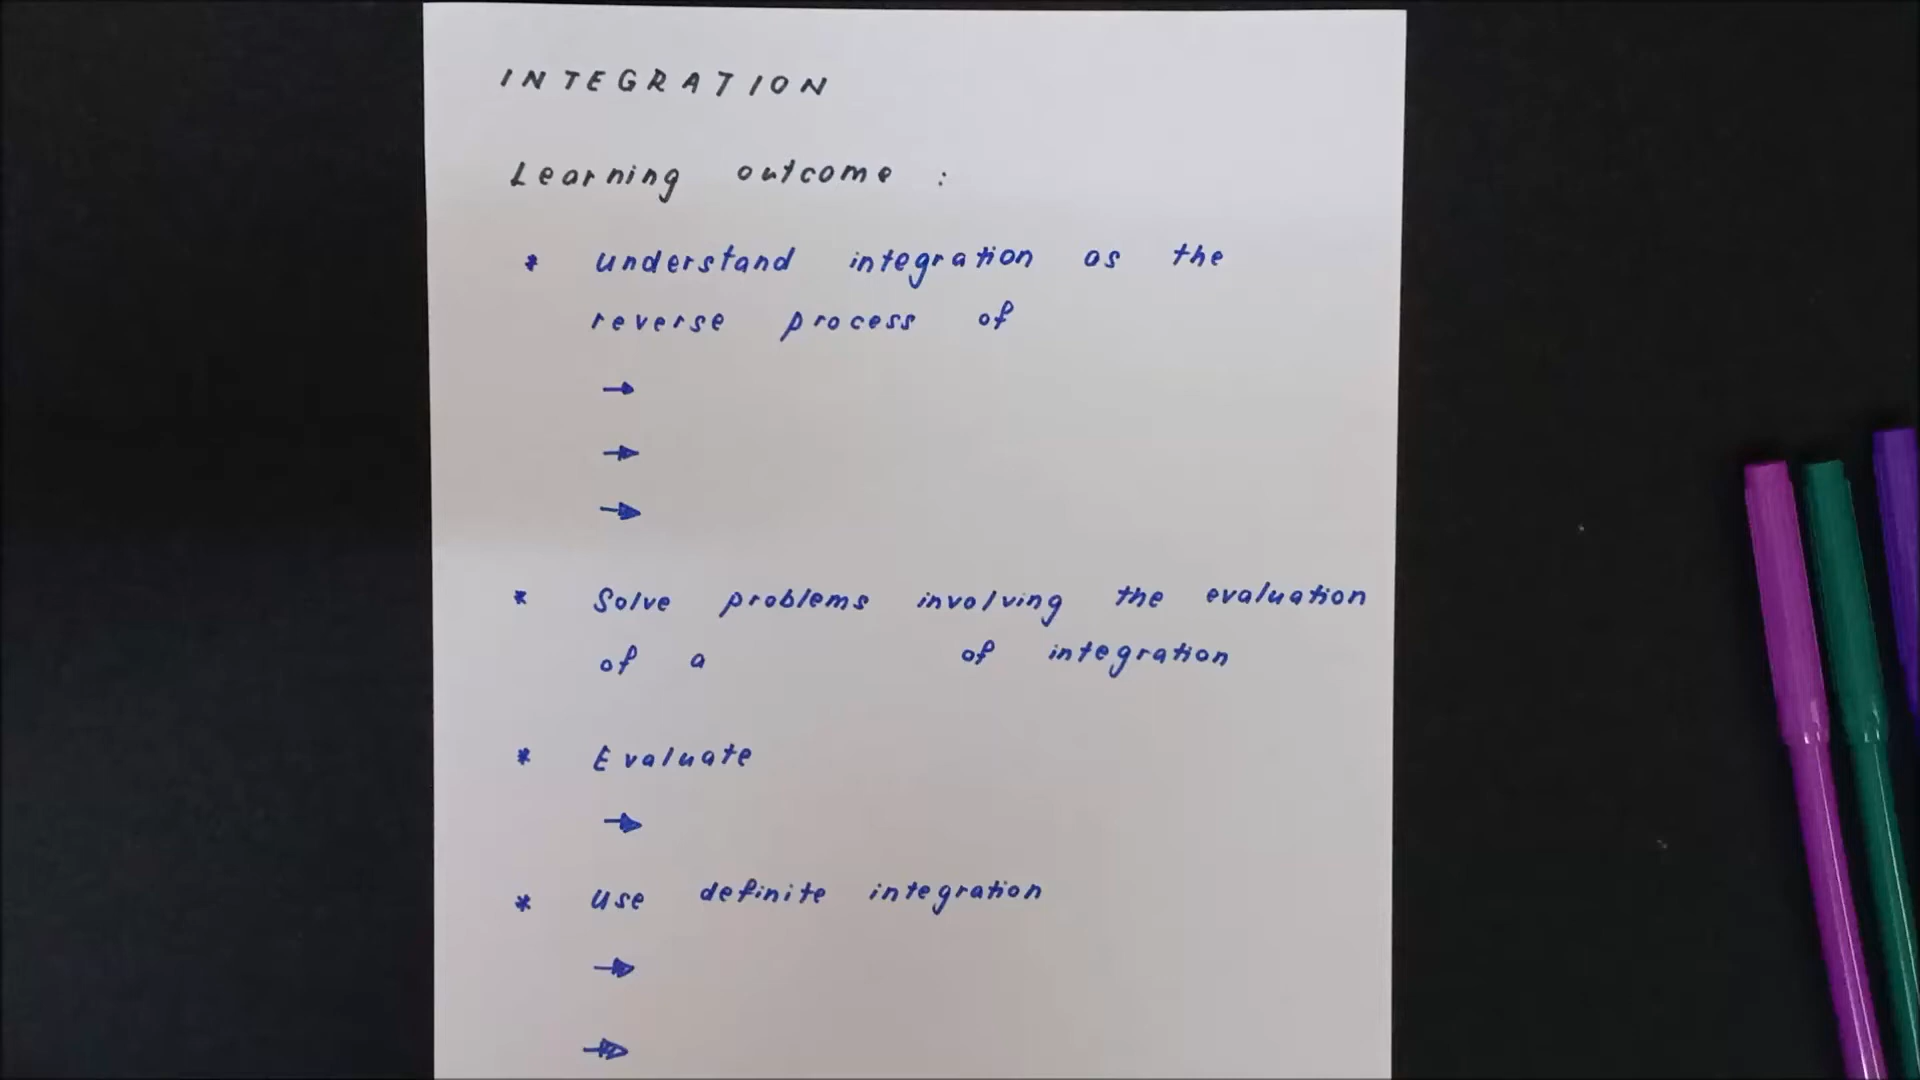 INTEGRATION
Learning outcome :
* understand integration as the
reverse process of
→
→
→
* Solve problems involving the evaluation
of a of integration
* Evaluate
→
* use definite integration
→
→